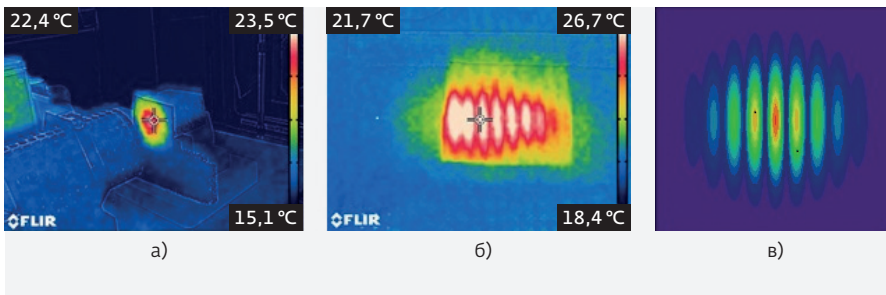 22,4 °C
23,5 °C
15,1 °C
FLIR
21,7 °C
26,7 °C
18,4 °C
FLIR
а)
б)
в)